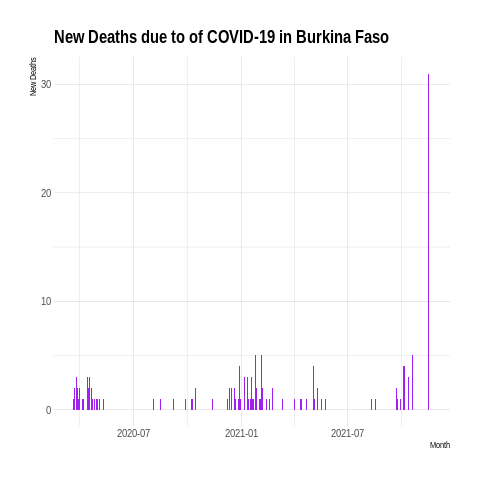 New Deaths due to of COVID-19 in Burkina Faso
New Deaths
30
20
10
0
2020-07
2021-01
2021-07
Month